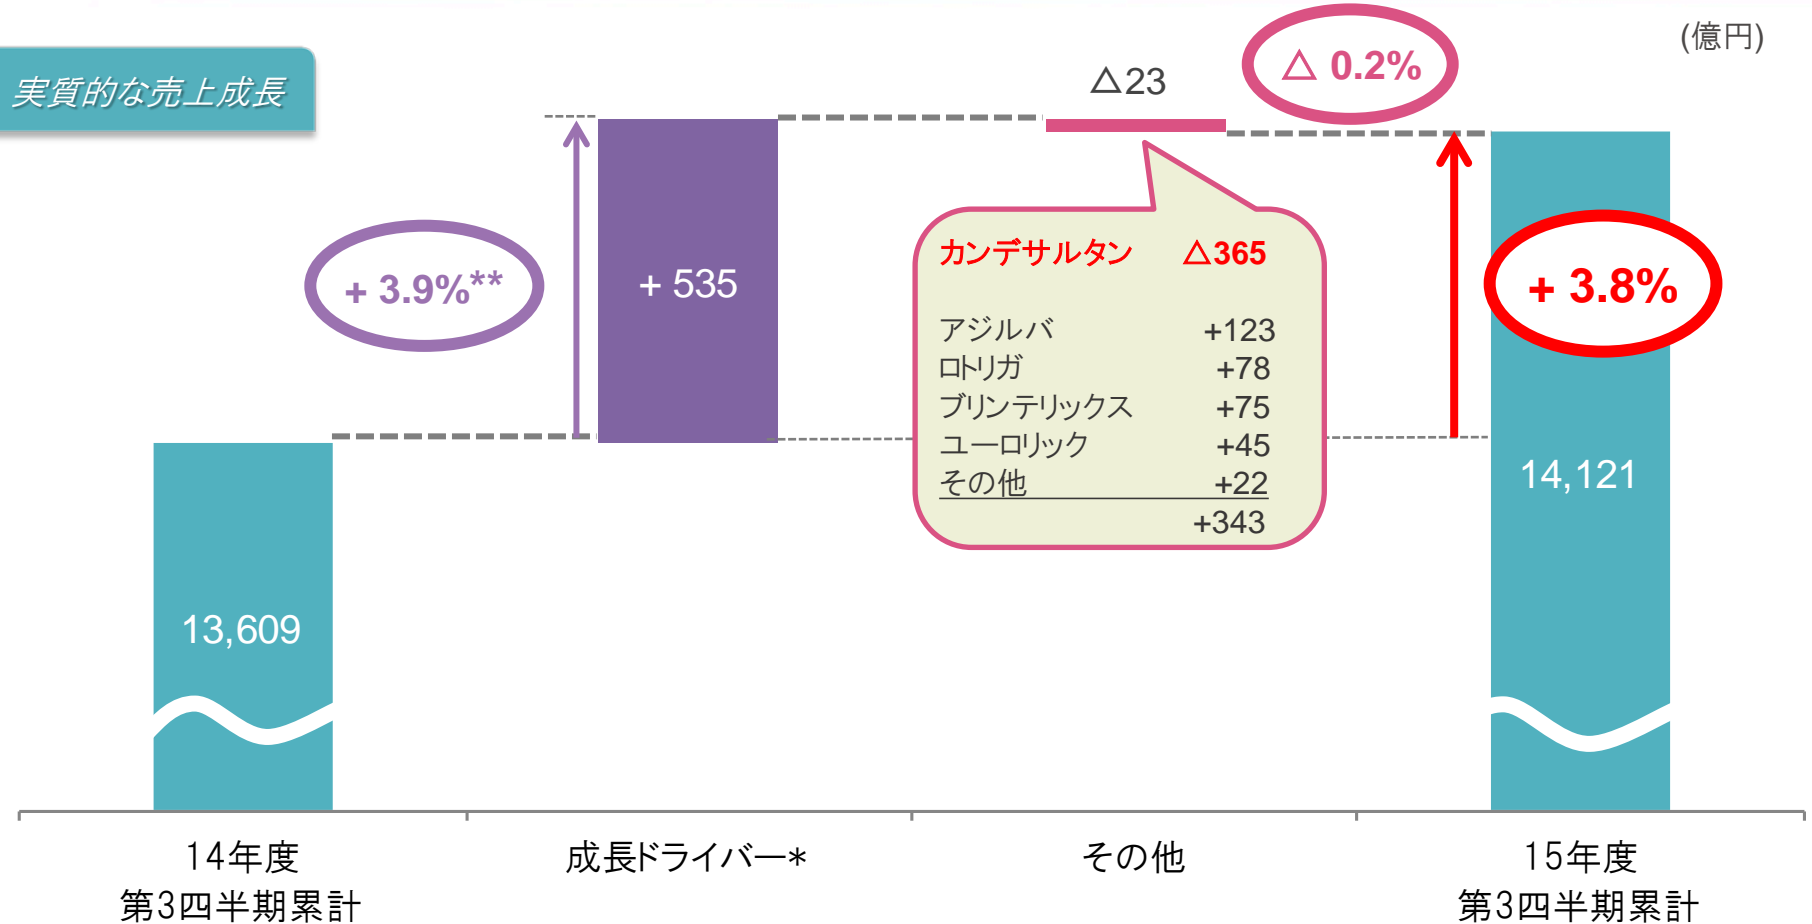 (億円)
実質的な売上成長
△23
△ 0.2%
+ 3.9%**
+ 535
カンデサルタン △365
アジルバ +123
ロトリガ +78
ブリンテリックス +75
ユーロリック +45
その他 +22
+343
+ 3.8%
13,609
14,121
14年度
第3四半期累計
成長ドライバー*
その他
15年度
第3四半期累計